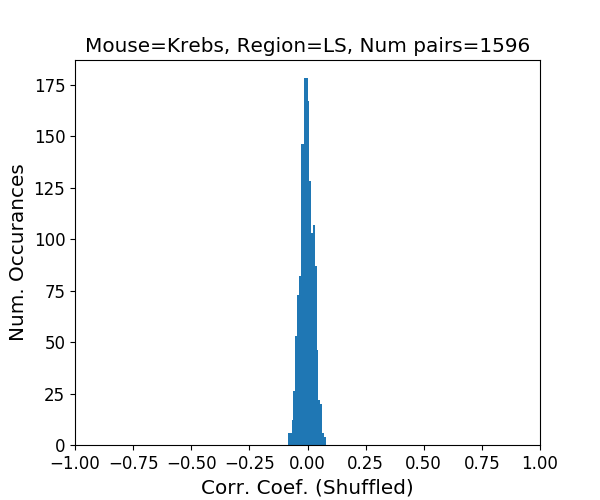 Mouse=Krebs, Region=LS, Num pairs=1596
175
150
125
100
75
50
25
0
Num. Occurances
−1.00 −0.75 −0.50 −0.25 0.00 0.25 0.50 0.75 1.00
Corr. Coef. (Shuffled)